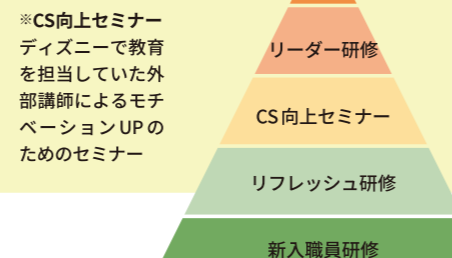 ※CS向上セミナー
ディズニーで教育
を担当していた外
部講師によるモチ
ベーションUPの
ためのセミナー
リーダー研修
CS向上セミナー
リフレッシュ研修
新入職員研修